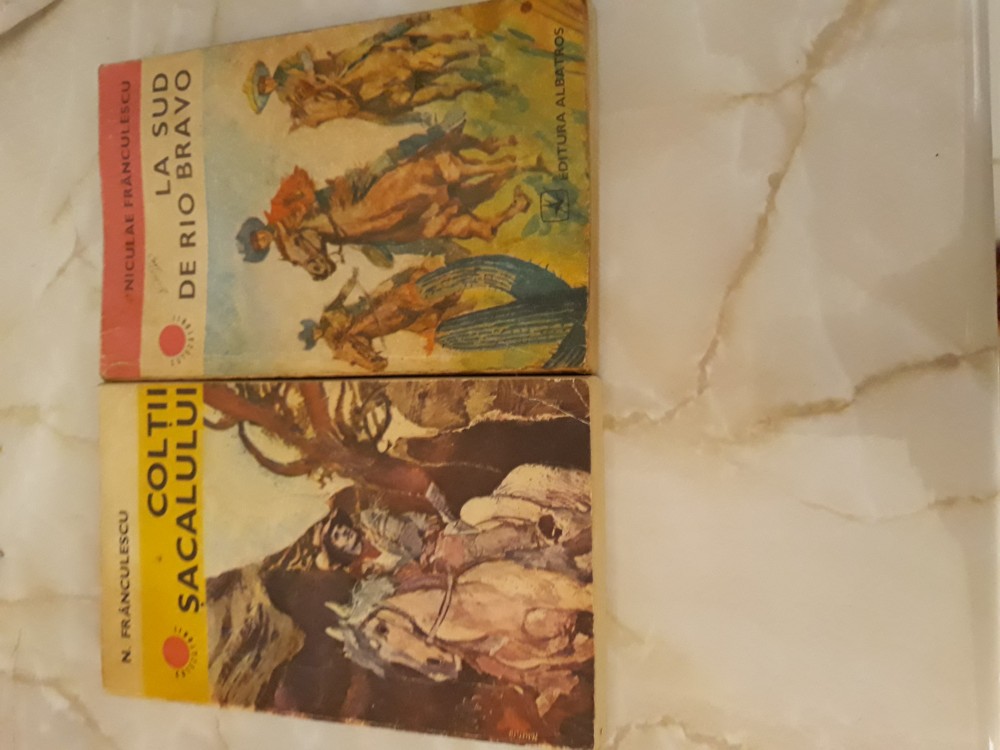 NICULAE FRÂNCULESCU
LA SUD
DE RIO BRAVO
EDITURA ALBATROS
N. FRÂNCULESCU
COLȚII
ȘACALULUI